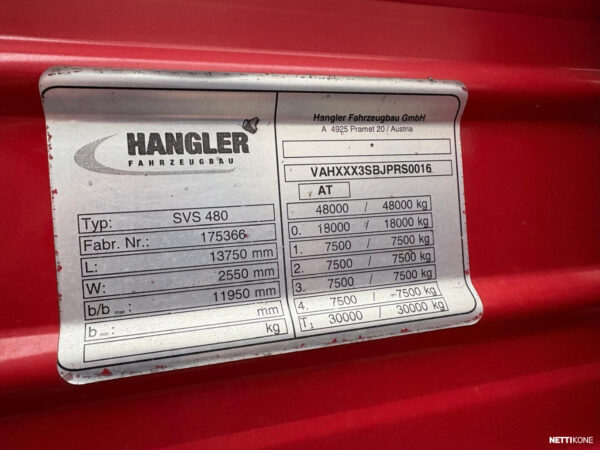 HANGLER
FAHRZEUGBAU
Typ: SVS 480
Fabr. Nr.: 175366
L: 13750 mm
W: 2550 mm
b/b max: 11950 mm
b min: mm
kg
Hangler Fahrzeugbau GmbH
A 4925 Pramet 20 / Austria
*
VAHXXX3SBJPRS0016
AT
48000 / 48000 kg
0. 18000 / 18000 kg
1. 7500 / 7500 kg
2. 7500 / 7500 kg
3. 7500 / 7500 kg
4. 7500 / 7500 kg
T1 30000 / 30000 kg
NETTIKONE